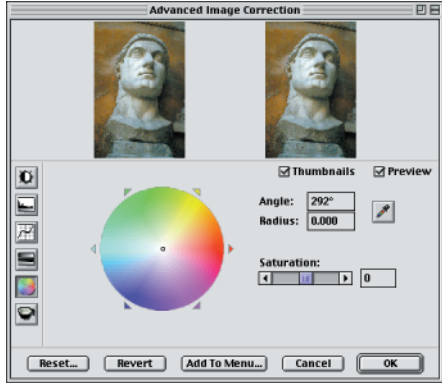 Advanced Image Correction
Thumbnails Preview
Angle: 292°
Radius: 0.000
Saturation:
0
Reset... Revert Add To Menu... Cancel OK